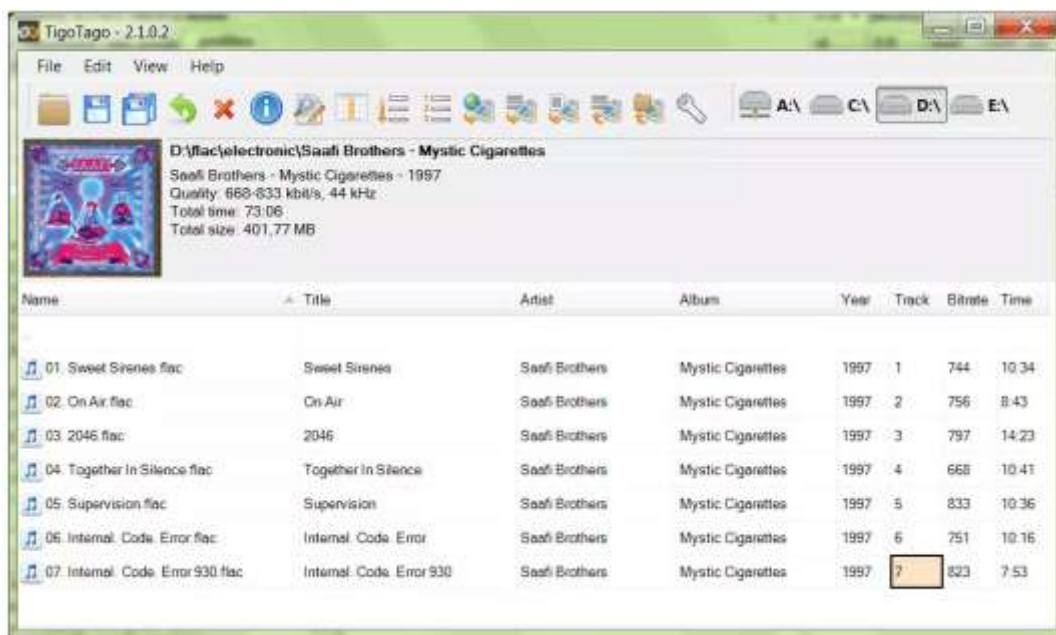 TigoTago - 2.1.0.2
File Edit View Help
A:\ C:\ D:\ E:\
D:\flac\electronic\Saafi Brothers - Mystic Cigarettes
Saafi Brothers - Mystic Cigarettes - 1997
Quality: 668-833 kbit/s, 44 kHz
Total time: 73:06
Total size: 401,77 MB
Name Title Artist Album Year Track Bitrate Time
01. Sweet Sirenes.flac Sweet Sirenes Saafi Brothers Mystic Cigarettes 1997 1 744 10:34
02. On Air.flac On Air Saafi Brothers Mystic Cigarettes 1997 2 756 8:43
03. 2046.flac 2046 Saafi Brothers Mystic Cigarettes 1997 3 797 14:23
04. Together In Silence.flac Together In Silence Saafi Brothers Mystic Cigarettes 1997 4 668 10:41
05. Supervision.flac Supervision Saafi Brothers Mystic Cigarettes 1997 5 833 10:36
06. Internal. Code. Error.flac Internal. Code. Error Saafi Brothers Mystic Cigarettes 1997 6 751 10:16
07. Internal. Code. Error 930.flac Internal. Code. Error 930 Saafi Brothers Mystic Cigarettes 1997 7 823 7:53